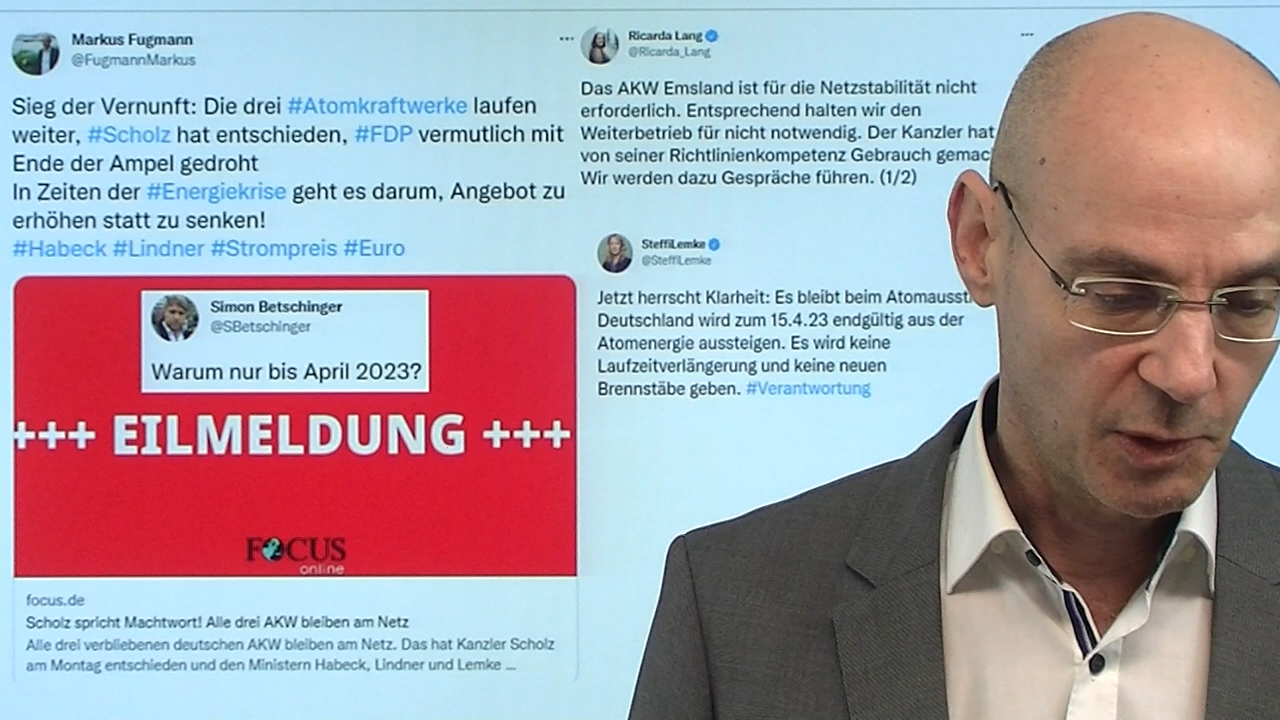 Markus Fugmann
@FugmannMarkus
Sieg der Vernunft: Die drei #Atomkraftwerke laufen
weiter, #Scholz hat entschieden, #FDP vermutlich mit
Ende der Ampel gedroht
In Zeiten der #Energiekrise geht es darum, Angebot zu
erhöhen statt zu senken!
#Habeck #Lindner #Strompreis #Euro
Simon Betschinger
@SBetschinger
Warum nur bis April 2023?
+++ EILMELDUNG +++
FOCUS
online
focus.de
Scholz spricht Machtwort! Alle drei AKW bleiben am Netz
Alle drei verbliebenen deutschen AKW bleiben am Netz. Das hat Kanzler Scholz
am Montag entschieden und den Ministern Habeck, Lindner und Lemke ...
Ricarda Lang
@Ricarda_Lang
Das AKW Emsland ist für die Netzstabilität nicht
erforderlich. Entsprechend halten wir den
Weiterbetrieb für nicht notwendig. Der Kanzler hat
von seiner Richtlinienkompetenz Gebrauch gemac
Wir werden dazu Gespräche führen. (1/2)
SteffiLemke
@SteffiLemke
Jetzt herrscht Klarheit: Es bleibt beim Atomausst
Deutschland wird zum 15.4.23 endgültig aus der
Atomenergie aussteigen. Es wird keine
Laufzeitverlängerung und keine neuen
Brennstäbe geben. #Verantwortung